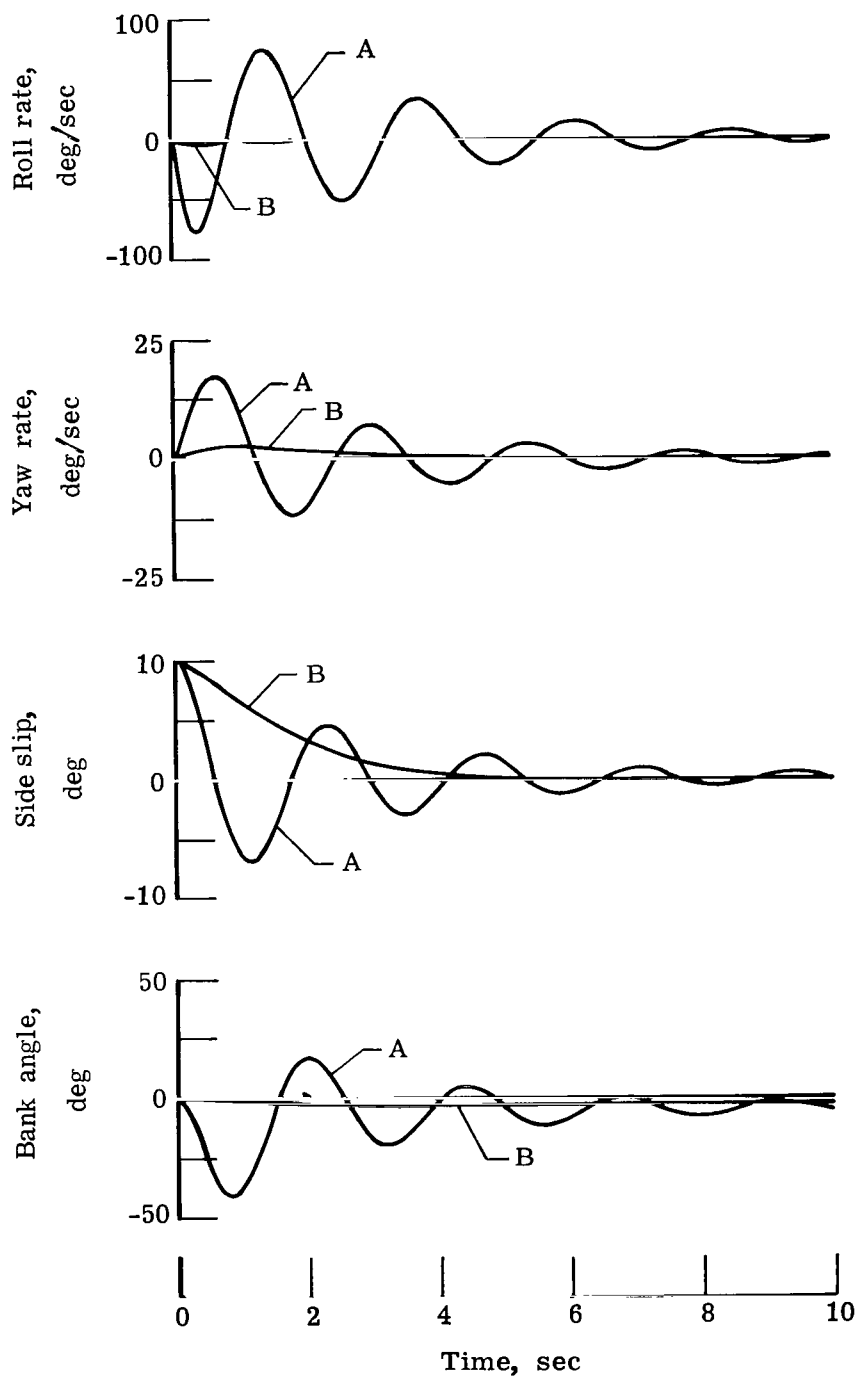 100
A
Roll rate,
deg/sec
0
B
-100
25
A
B
Yaw rate,
deg/sec
0
-25
10
B
Side slip,
deg
0
A
-10
50
A
Bank angle,
deg
0
B
-50
0 2 4 6 8 10
Time, sec